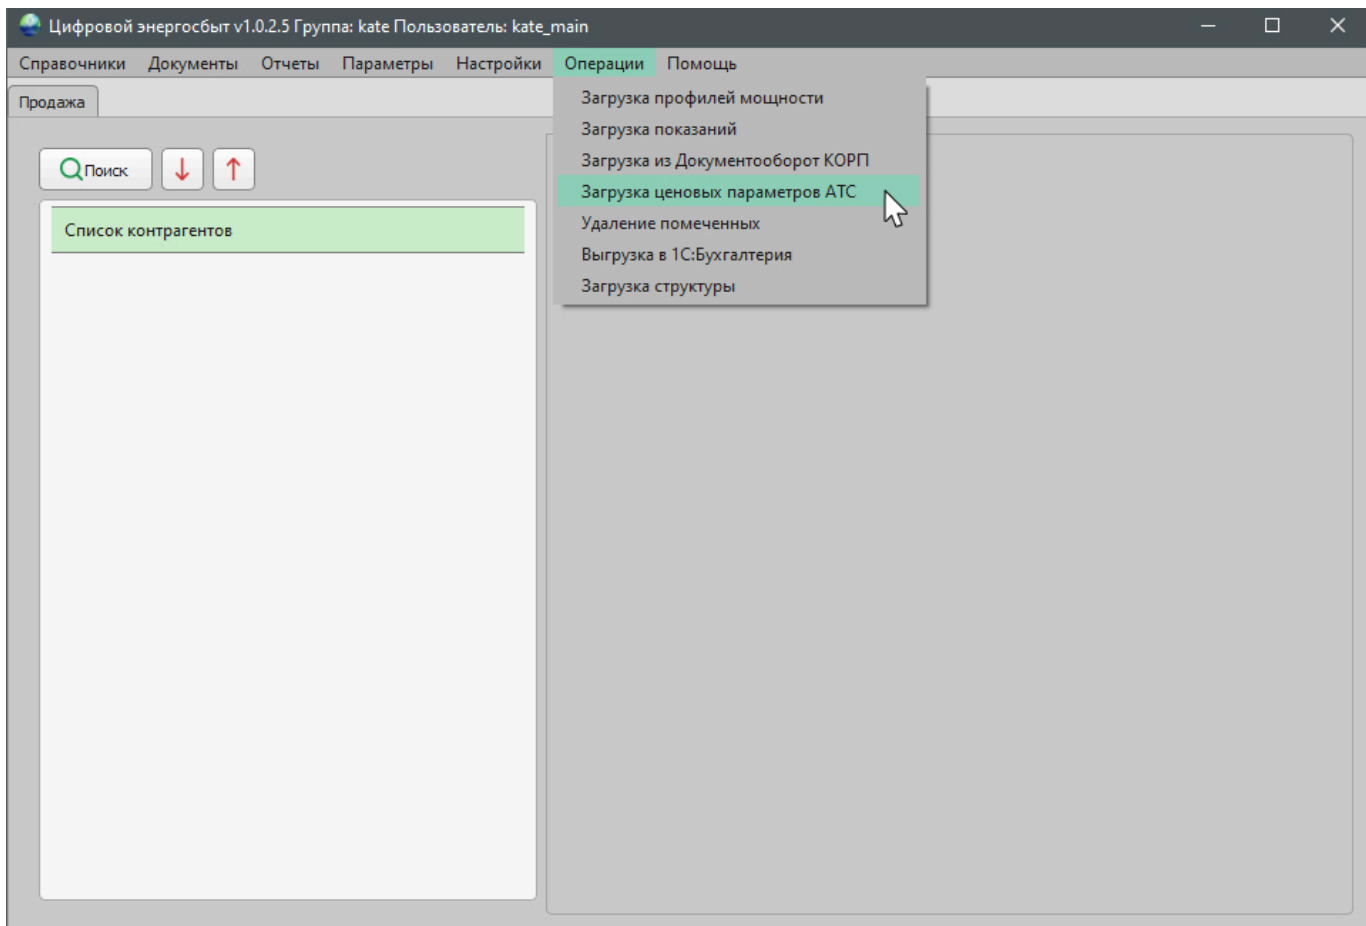 Цифровой энергосбыт v1.0.2.5 Группа: kate Пользователь: kate_main
Справочники Документы Отчеты Параметры Настройки Операции Помощь
Продажа
Загрузка профилей мощности
Загрузка показаний
Загрузка из Документооборот КОРП
Загрузка ценовых параметров АТС
Удаление помеченных
Выгрузка в 1С:Бухгалтерия
Загрузка структуры
Поиск
Список контрагентов